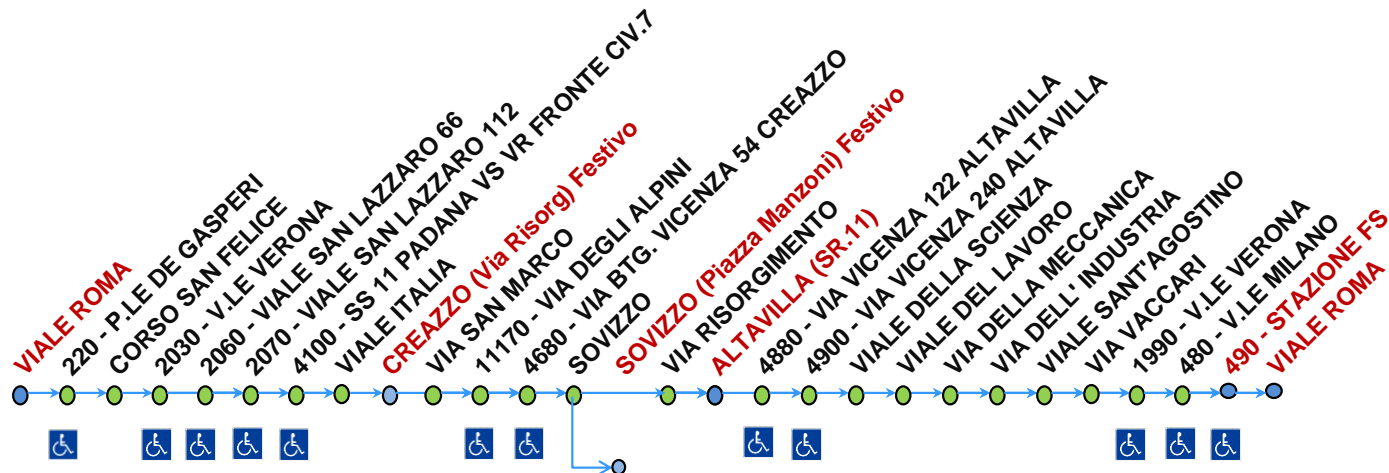 VIALE ROMA
220 - P.LE DE GASPERI
CORSO SAN FELICE
2030 - V.LE VERONA
2060 - VIALE SAN LAZZARO 66
2070 - VIALE SAN LAZZARO 112
4100 - SS 11 PADANA VS VR FRONTE CIV.7
VIALE ITALIA
CREAZZO (Via Risorg) Festivo
VIA SAN MARCO
11170 - VIA DEGLI ALPINI
4680 - VIA BTG. VICENZA 54 CREAZZO
SOVIZZO
SOVIZZO (Piazza Manzoni) Festivo
VIA RISORGIMENTO
ALTAVILLA (SR.11)
4880 - VIA VICENZA 122 ALTAVILLA
4900 - VIA VICENZA 240 ALTAVILLA
VIALE DELLA SCIENZA
VIALE DEL LAVORO
VIA DELLA MECCANICA
VIA DELL' INDUSTRIA
VIALE SANT'AGOSTINO
VIA VACCARI
1990 - V.LE VERONA
480 - V.LE MILANO
490 - STAZIONE FS
VIALE ROMA